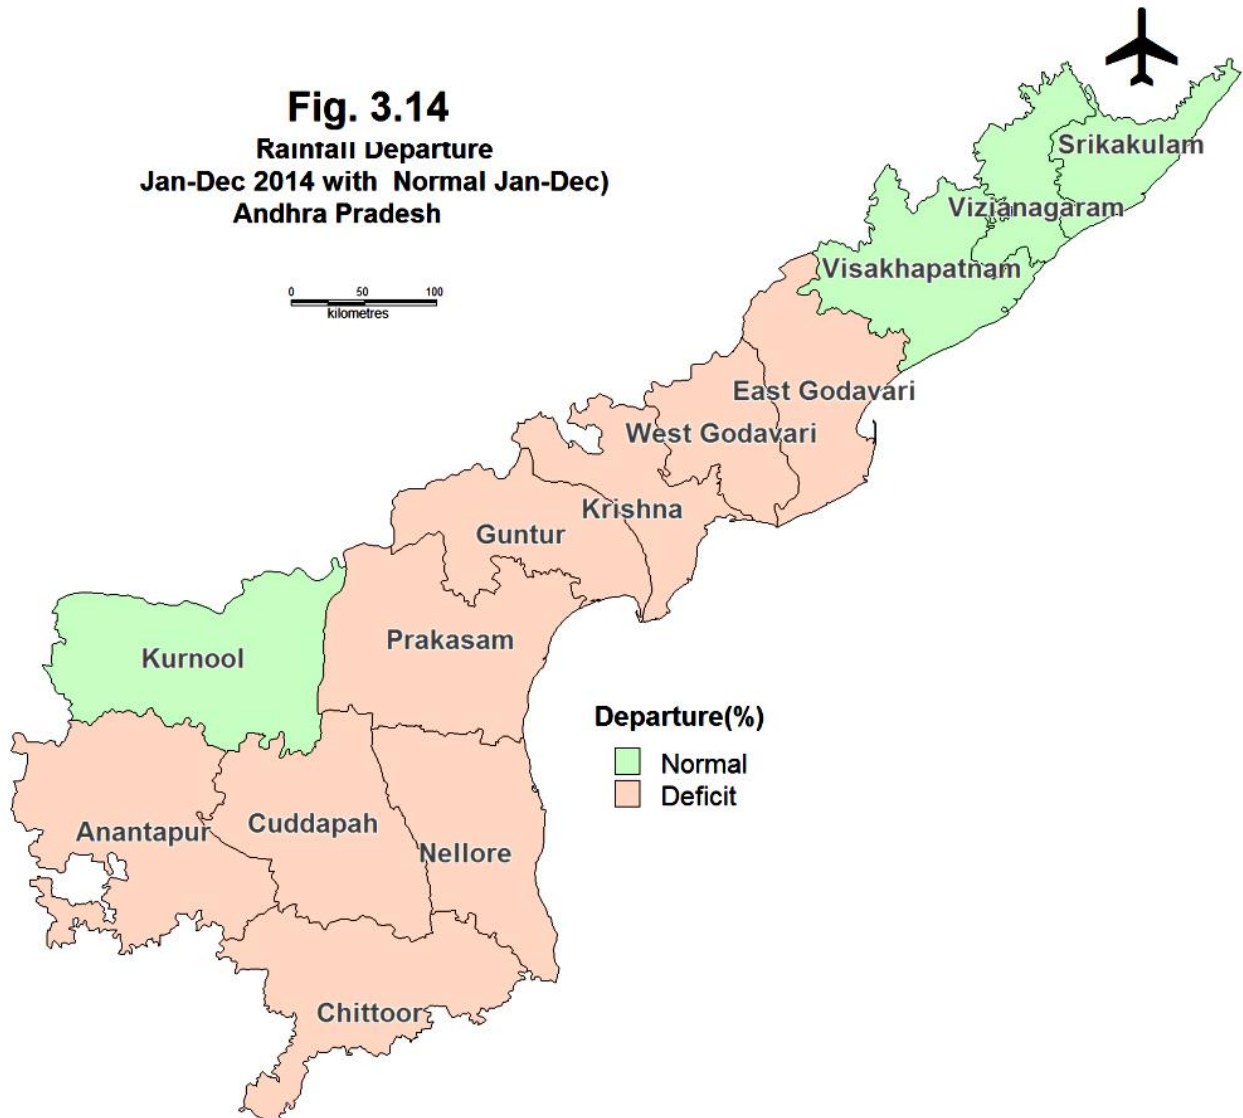 Fig. 3.14
Rainfall Departure
Jan-Dec 2014 with Normal Jan-Dec)
Andhra Pradesh
0 50 100
kilometres
Srikakulam
Vizianagaram
Visakhapatnam
East Godavari
West Godavari
Krishna
Guntur
Prakasam
Kurnool
Departure(%)
Normal
Deficit
Anantapur
Cuddapah
Nellore
Chittoor